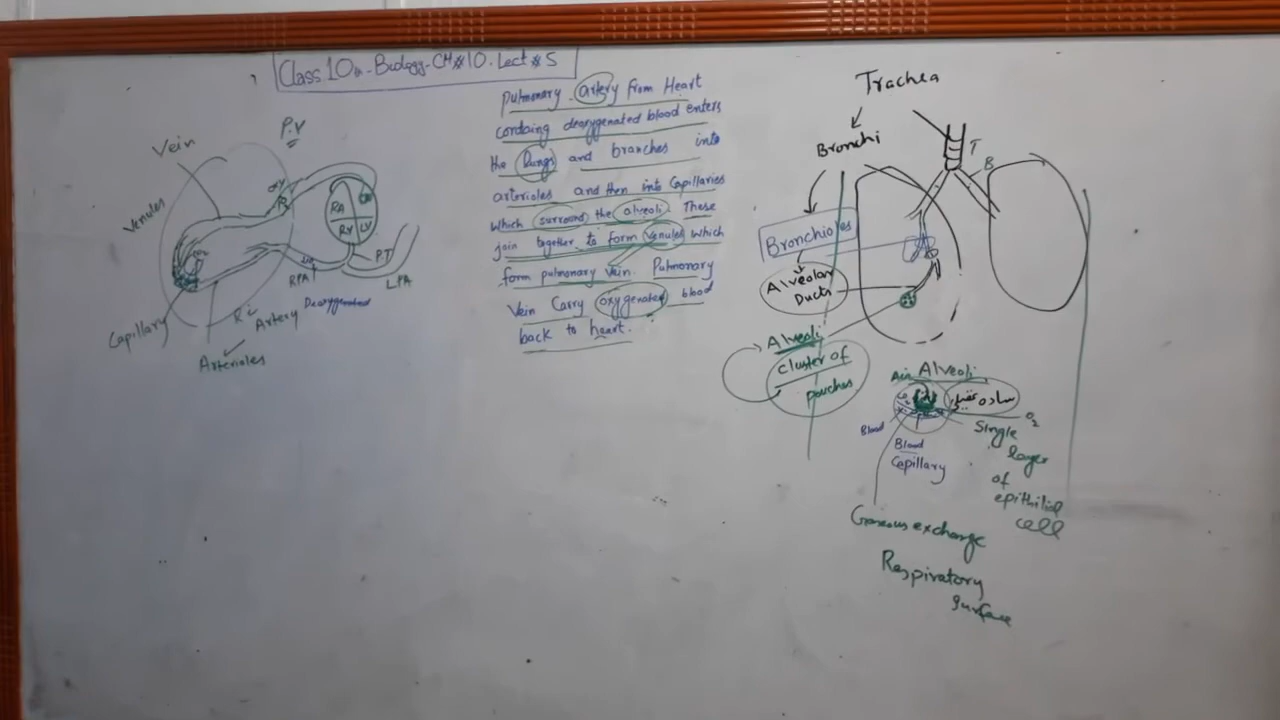 Class 10th - Biology - CH#10. Lect # 5
P.V
Vein
Venules
RA
RV
LV
P.T
RPA
LPA
Deoxygenated
Artery
Capillary
Arterioles
Pulmonary artery from Heart
containg deoxygenated blood enters
the lungs and branches into
arterioles and then into Capillaries
which surround the alveoli. These
join together to form venules which
form pulmonary vein. Pulmonary
Vein Carry oxygenated blood
back to heart.
Trachea
Bronchi
Bronchioles
Alveolar
Ducts
Alveoli
cluster of
pouches
T
B
Air Alveoli
O2
Blood
Blood
Capillary
Single
layer
of
epithilial
cell
Gaseous exchange
Respiratory
surface